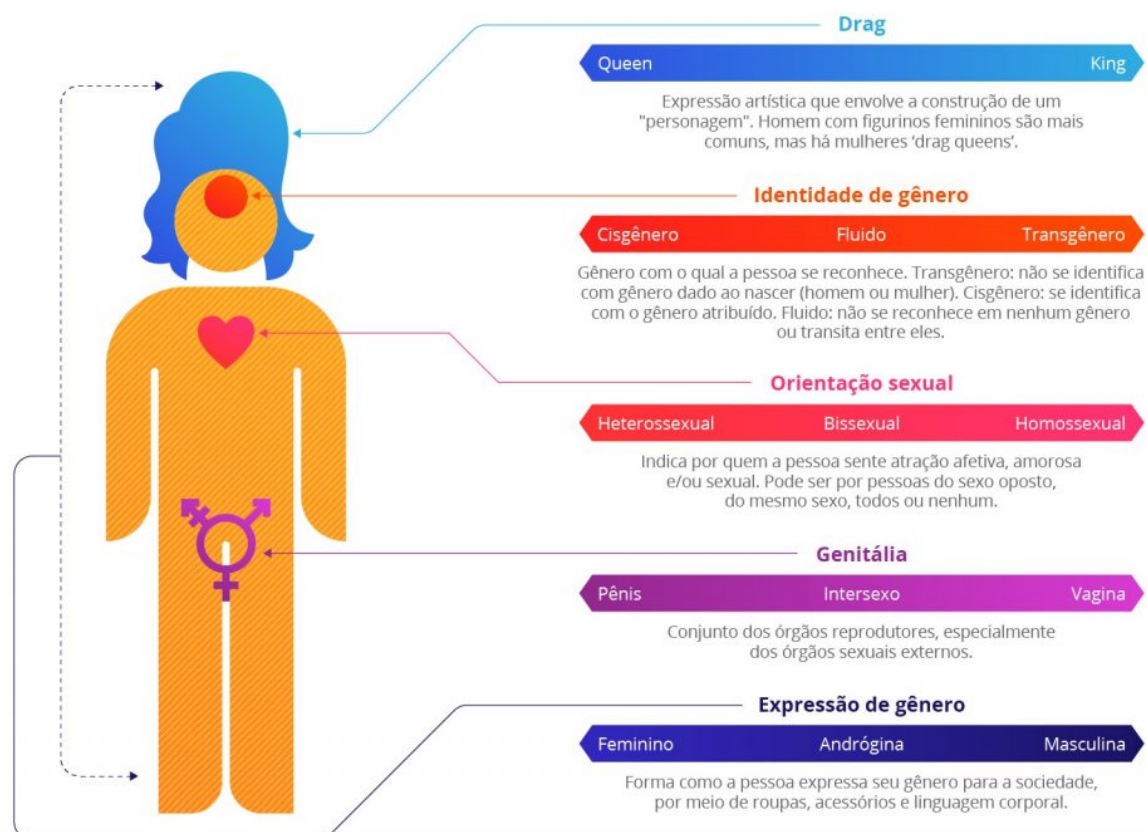 Drag
Queen King
Expressão artística que envolve a construção de um
"personagem". Homem com figurinos femininos são mais
comuns, mas há mulheres ‘drag queens’.
Identidade de gênero
Cisgênero Fluido Transgênero
Gênero com o qual a pessoa se reconhece. Transgênero: não se identifica
com gênero dado ao nascer (homem ou mulher). Cisgênero: se identifica
com o gênero atribuído. Fluido: não se reconhece em nenhum gênero
ou transita entre eles.
Orientação sexual
Heterossexual Bissexual Homossexual
Indica por quem a pessoa sente atração afetiva, amorosa
e/ou sexual. Pode ser por pessoas do sexo oposto,
do mesmo sexo, todos ou nenhum.
Genitália
Pênis Intersexo Vagina
Conjunto dos órgãos reprodutores, especialmente
dos órgãos sexuais externos.
Expressão de gênero
Feminino Andrógina Masculina
Forma como a pessoa expressa seu gênero para a sociedade,
por meio de roupas, acessórios e linguagem corporal.